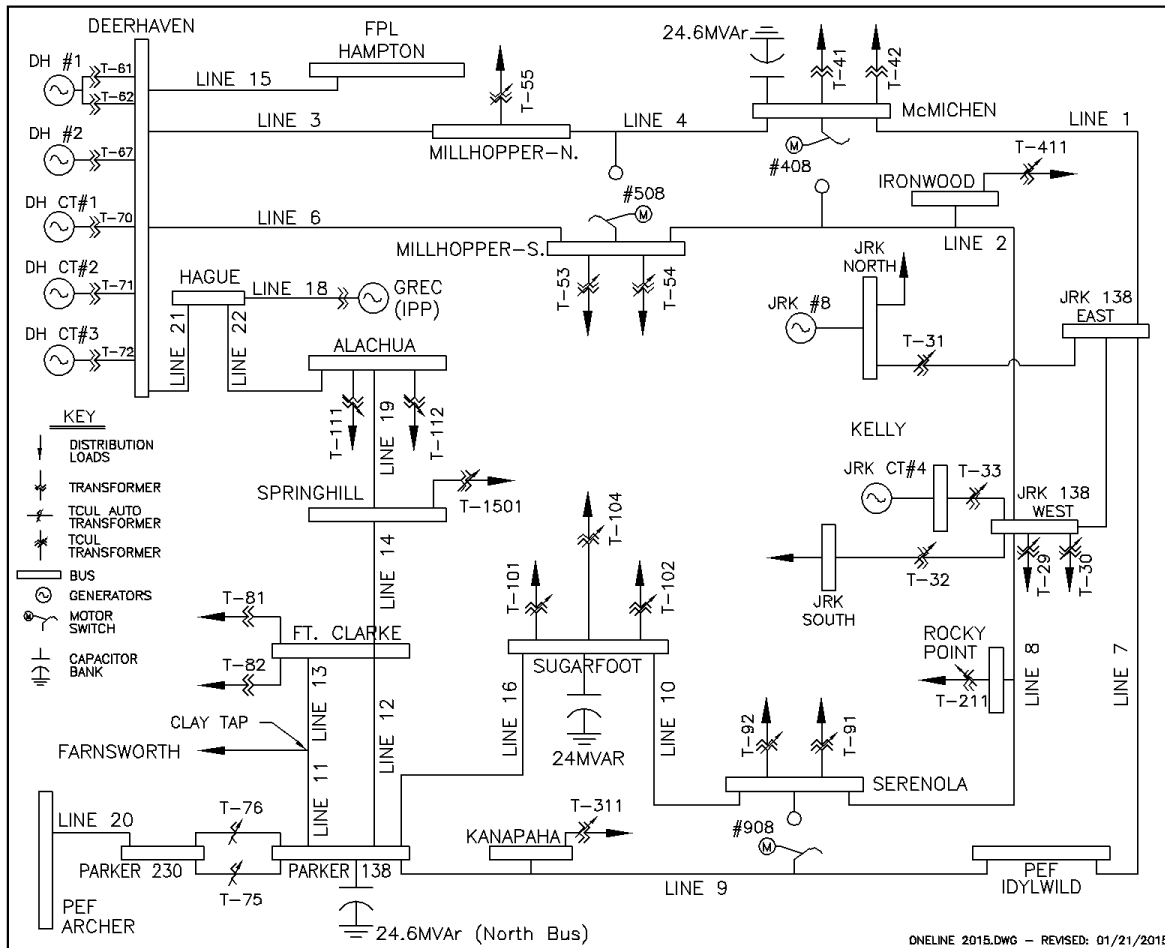 DEERHAVEN
FPL
HAMPTON
24.6MVAr
DH #1
T-61
T-62
LINE 15
T-55
T-41
T-42
McMICHEN
DH #2
T-67
LINE 3
MILLHOPPER-N.
LINE 4
M
#408
LINE 1
T-411
IRONWOOD
DH CT#1
T-70
LINE 6
#508
M
MILLHOPPER-S.
T-53
T-54
LINE 2
JRK
NORTH
DH CT#2
T-71
HAGUE
LINE 18
GREC
(IPP)
JRK #8
JRK 138
EAST
DH CT#3
T-72
LINE 21
LINE 22
ALACHUA
T-31
T-111
LINE 19
T-112
KEY
DISTRIBUTION
LOADS
TRANSFORMER
TCUL AUTO
TRANSFORMER
TCUL
TRANSFORMER
BUS
GENERATORS
M
MOTOR
SWITCH
CAPACITOR
BANK
KELLY
JRK CT#4
T-33
JRK 138
WEST
SPRINGHILL
T-1501
T-104
LINE 14
T-101
T-102
T-32
T-29
T-30
JRK
SOUTH
T-81
FT. CLARKE
T-82
SUGARFOOT
ROCKY
POINT
T-211
LINE 8
LINE 7
LINE 13
LINE 12
LINE 16
LINE 10
CLAY TAP
FARNSWORTH
LINE 11
24MVAR
T-92
T-91
SERENOLA
LINE 20
T-76
KANAPAHA
T-311
#908
M
PARKER 230
PARKER 138
T-75
LINE 9
PEF
IDYLWILD
PEF
ARCHER
24.6MVAr (North Bus)
ONELINE 2015.DWG - REVISED: 01/21/2015